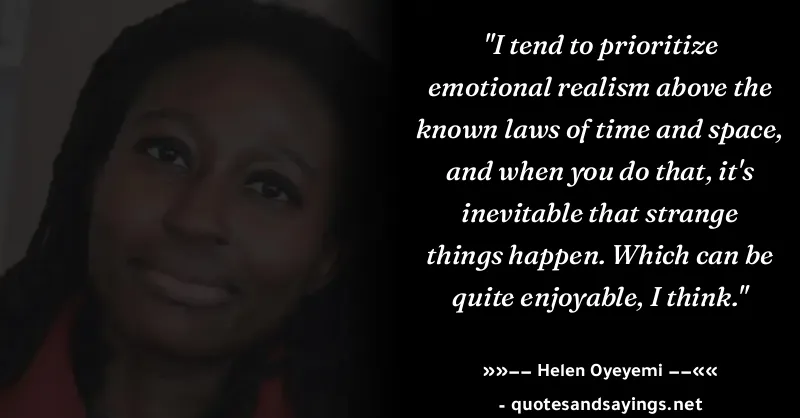 "I tend to prioritize
emotional realism above the
known laws of time and space,
and when you do that, it's
inevitable that strange
things happen. Which can be
quite enjoyable, I think."
»»−− Helen Oyeyemi −−««
- quotesandsayings.net